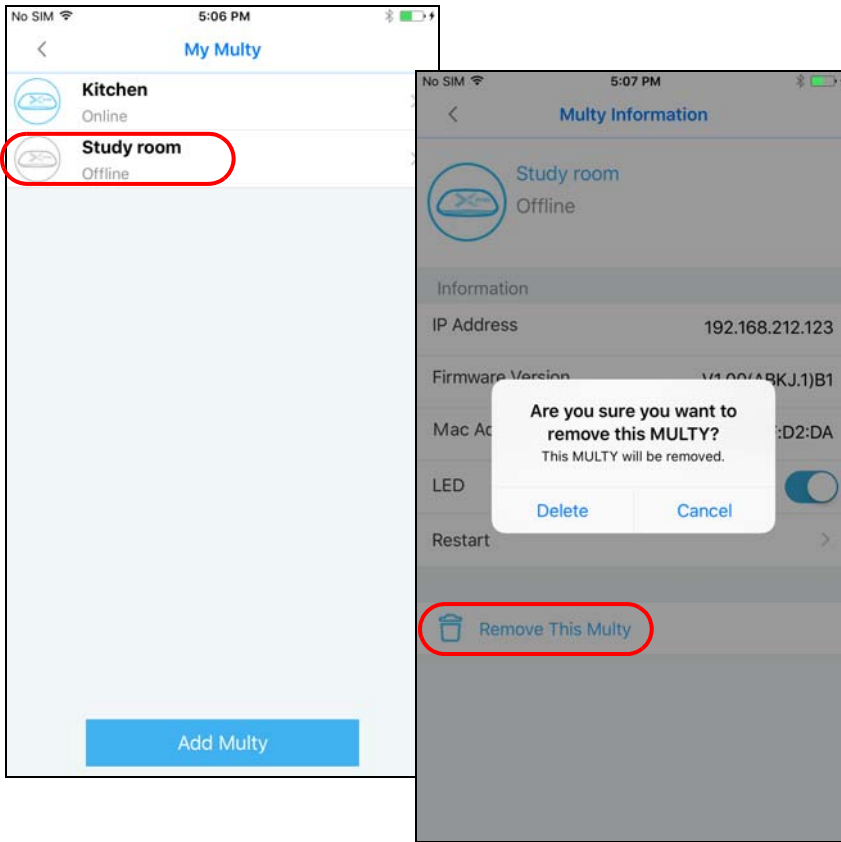 No SIM 5:06 PM
My Multy
Kitchen
Online
Study room
Offline
Add Multy
No SIM 5:07 PM
Multy Information
Study room
Offline
Information
IP Address 192.168.212.123
Firmware Version V1.00(ABKJ.1)B1
Mac Ad :D2:DA
LED
Restart
Are you sure you want to
remove this MULTY?
This MULTY will be removed.
Delete Cancel
Remove This Multy